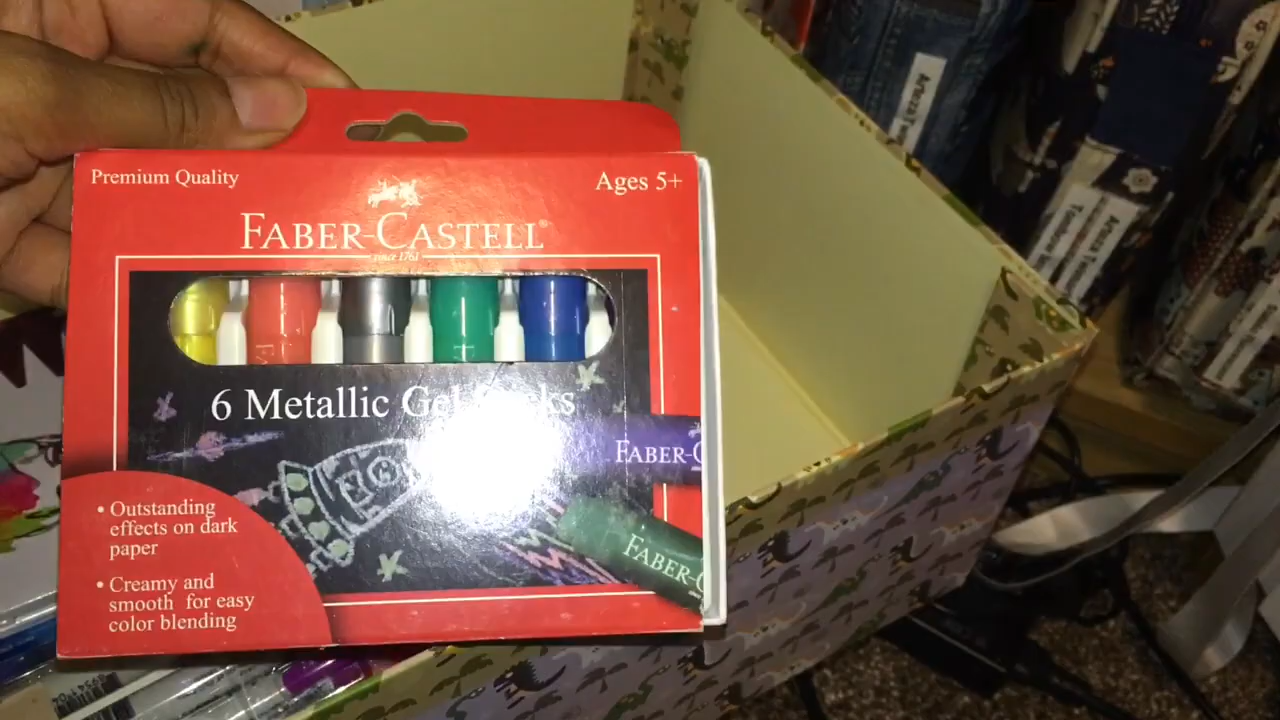 Premium Quality
Ages 5+
FABER-CASTELL®
since 1761
6 Metallic
FABER-C
FABER-C
• Outstanding
effects on dark
paper
• Creamy and
smooth for easy
color blending